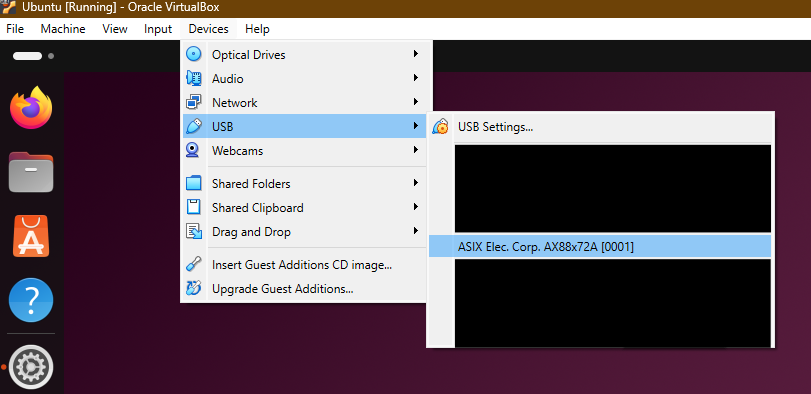 Ubuntu [Running] - Oracle VirtualBox
File Machine View Input Devices Help
Optical Drives
Audio
Network
USB
Webcams
Shared Folders
Shared Clipboard
Drag and Drop
Insert Guest Additions CD image...
Upgrade Guest Additions...
USB Settings...
ASIX Elec. Corp. AX88x72A [0001]
?